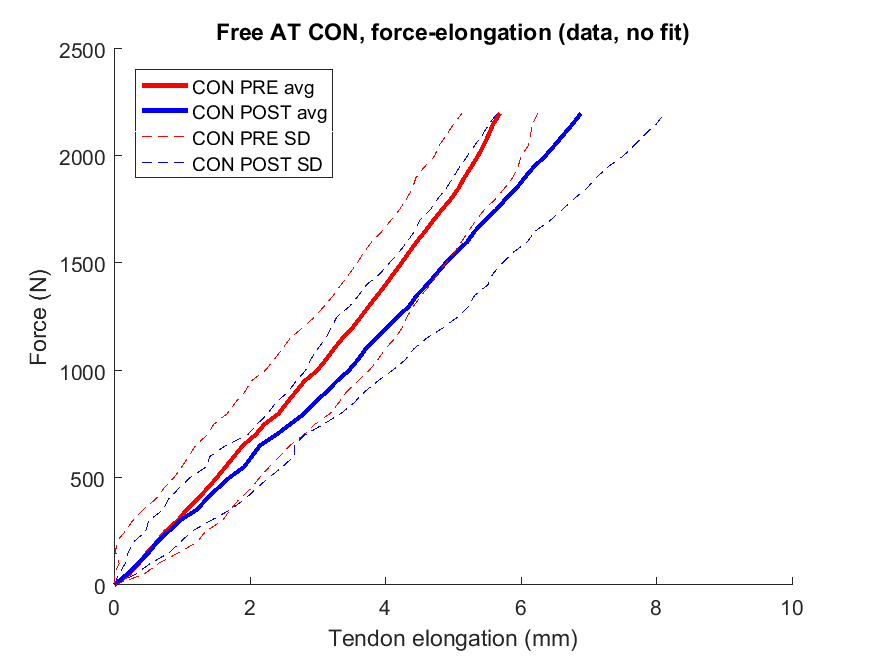 Free AT CON, force-elongation (data, no fit)
2500
2000
1500
1000
500
0
Force (N)
CON PRE avg
CON POST avg
CON PRE SD
CON POST SD
0 2 4 6 8 10
Tendon elongation (mm)